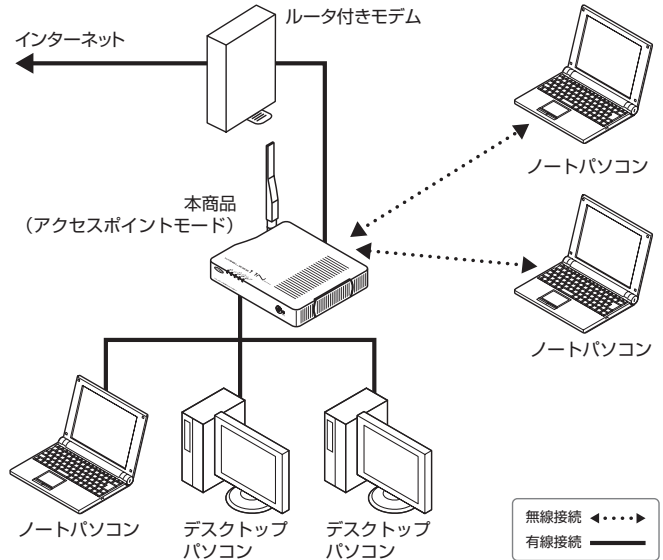 ルータ付きモデム
インターネット
ノートパソコン
本商品
（アクセスポイントモード）
ノートパソコン
ノートパソコン
デスクトップ
パソコン
デスクトップ
パソコン
無線接続
有線接続